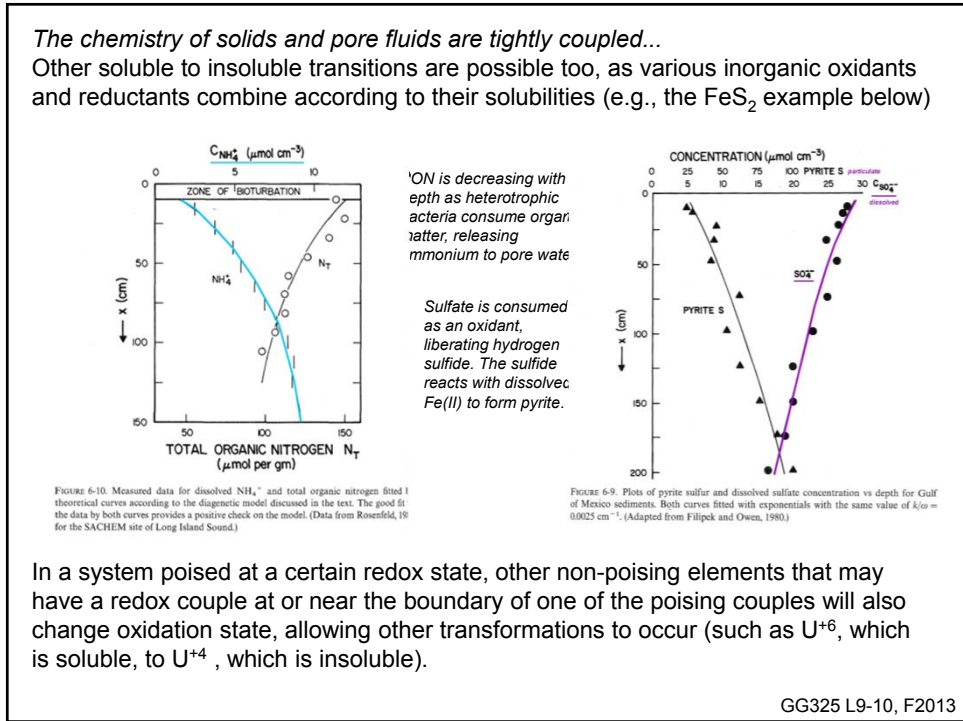 The chemistry of solids and pore fluids are tightly coupled...
Other soluble to insoluble transitions are possible too, as various inorganic oxidants
and reductants combine according to their solubilities (e.g., the FeS₂ example below)
C_NH₄⁺ (μmol cm⁻³)
0 5 10
0
ZONE OF BIOTURBATION
NH₄⁺
N_T
x (cm)
50
100
150
50 100 150
TOTAL ORGANIC NITROGEN N_T
(μmol per gm)
FIGURE 6-10. Measured data for dissolved NH₄⁺ and total organic nitrogen fitted
theoretical curves according to the diagenetic model discussed in the text. The good fit
the data by both curves provides a positive check on the model. (Data from Rosenfeld, 19
for the SACHEM site of Long Island Sound.)
ON is decreasing with
epth as heterotrophic
acteria consume organ
atter, releasing
mmonium to pore wate
Sulfate is consumed
as an oxidant,
liberating hydrogen
sulfide. The sulfide
reacts with dissolved
Fe(II) to form pyrite.
CONCENTRATION (μmol cm⁻³)
0 25 50 75 100 PYRITE S particulate
0 5 10 15 20 25 30 C_SO₄⁻⁻
dissolved
0
SO₄⁻⁻
PYRITE S
x (cm)
50
100
150
200
FIGURE 6-9. Plots of pyrite sulfur and dissolved sulfate concentration vs depth for Gulf
of Mexico sediments. Both curves fitted with exponentials with the same value of k/ω =
0.0025 cm⁻¹. (Adapted from Filipek and Owen, 1980.)
In a system poised at a certain redox state, other non-poising elements that may
have a redox couple at or near the boundary of one of the poising couples will also
change oxidation state, allowing other transformations to occur (such as U⁺⁶, which
is soluble, to U⁺⁴ , which is insoluble).
GG325 L9-10, F2013